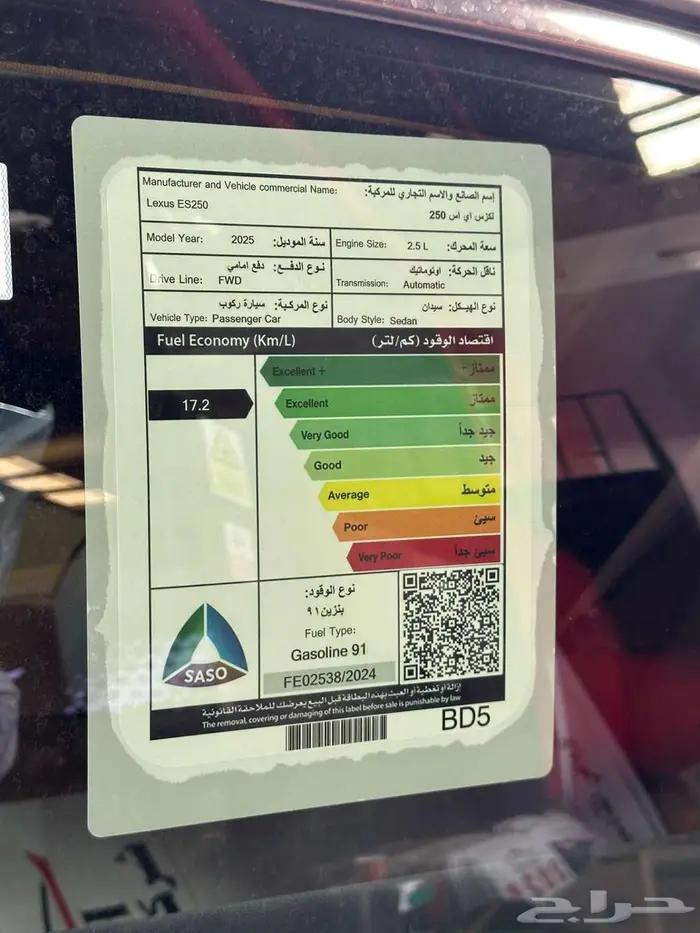 Manufacturer and Vehicle commercial Name: إسم الصانع والاسم التجاري للمركبة:
Lexus ES250 لكزس اي اس 250
Model Year: 2025 سنة الموديل: Engine Size: 2.5 L سعة المحرك:
نوع الدفع: دفع امامي ناقل الحركة: اوتوماتيك
Drive Line: FWD Transmission: Automatic
نوع المركبة: سيارة ركوب نوع الهيكل: سيدان
Vehicle Type: Passenger Car Body Style: Sedan
Fuel Economy (Km/L) اقتصاد الوقود (كم/لتر)
Excellent + ممتاز+
17.2 Excellent ممتاز
Very Good جيد جداً
Good جيد
Average متوسط
Poor سيئ
Very Poor سيئ جداً
نوع الوقود:
بنزين ٩١
Fuel Type:
Gasoline 91
SASO
FE02538/2024
إزالة أو تغطية أو العبث بهذه البطاقة قبل البيع يعرضك للملاحقة القانونية
The removal, covering or damaging of this label before sale is punishable by law
BD5
حراج